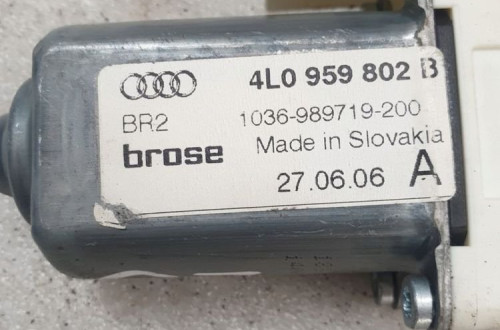 4L0 959 802 B
BR2 1036-989719-200
brose Made in Slovakia
27.06.06 A